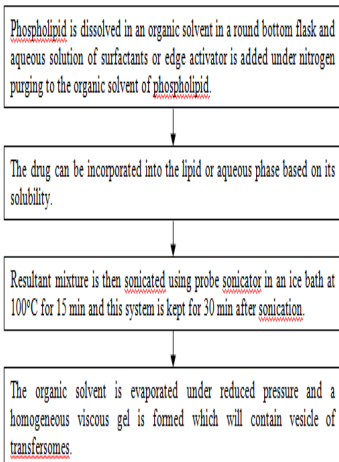 Phospholipid is dissolved in an organic solvent in a round bottom flask and
aqueous solution of surfactants or edge activator is added under nitrogen
purging to the organic solvent of phospholipid.
The drug can be incorporated into the lipid or aqueous phase based on its
solubility.
Resultant mixture is then sonicated using probe sonicator in an ice bath at
100⁰C for 15 min and this system is kept for 30 min after sonication.
The organic solvent is evaporated under reduced pressure and a
homogeneous viscous gel is formed which will contain vesicle of
transfersomes.